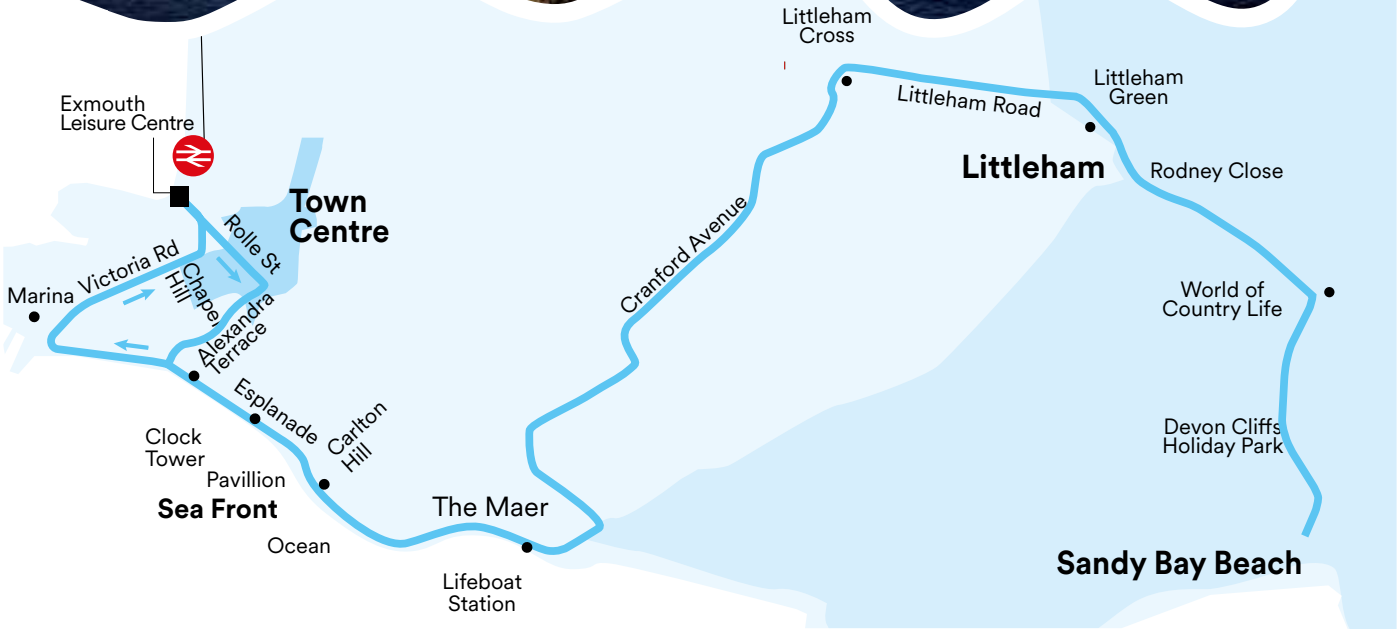 Littleham
Cross
Littleham
Green
Littleham Road
Exmouth
Leisure Centre
Littleham
Rodney Close
Town
Centre
Rolle St
Cranford Avenue
Victoria Rd
Chapel
Hill
Marina
World of
Country Life
Alexandra
Terrace
Esplanade
Carlton
Hill
Clock
Tower
Devon Cliffs
Holiday Park
Pavillion
Sea Front
The Maer
Ocean
Sandy Bay Beach
Lifeboat
Station